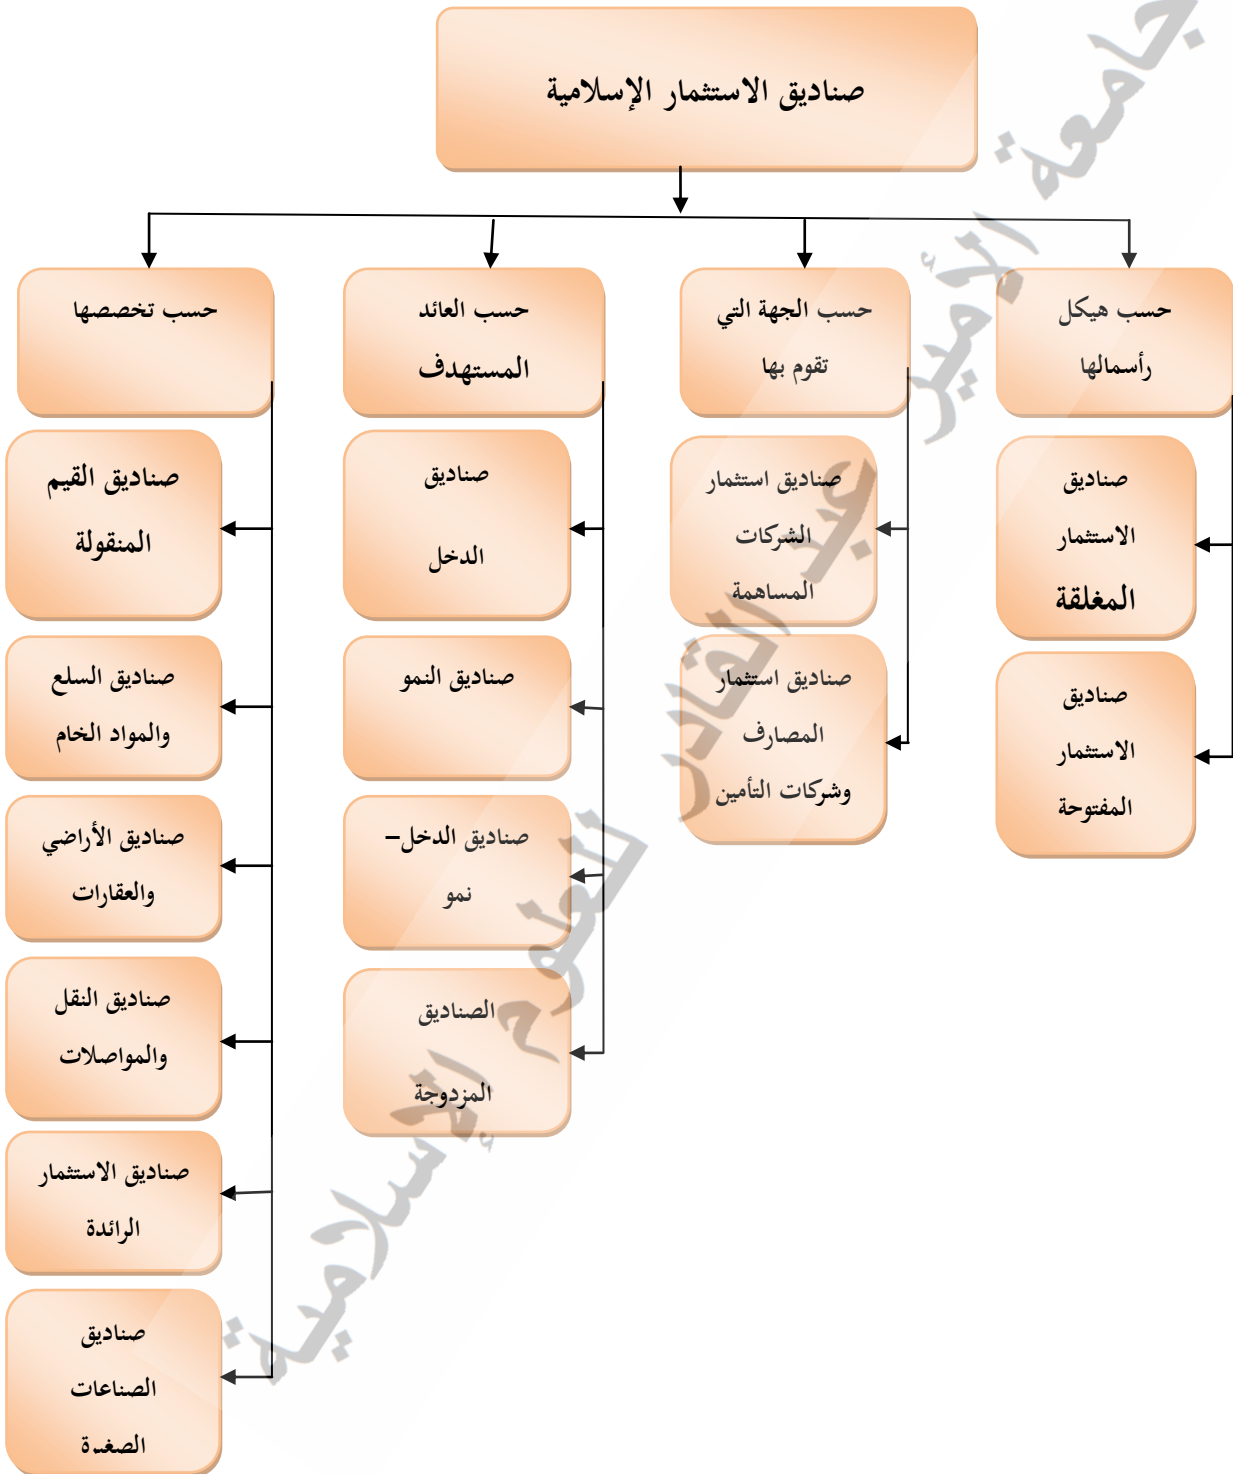 صناديق الاستثمار الإسلامية
حسب هيكل
رأسمالها
صناديق
الاستثمار
المغلقة
صناديق
الاستثمار
المفتوحة
حسب الجهة التي
تقوم بها
صناديق استثمار
الشركات
المساهمة
صناديق استثمار
المصارف
وشركات التأمين
حسب العائد
المستهدف
صناديق
الدخل
صناديق النمو
صناديق الدخل–
نمو
الصناديق
المزدوجة
حسب تخصصها
صناديق القيم
المنقولة
صناديق السلع
والمواد الخام
صناديق الأراضي
والعقارات
صناديق النقل
والمواصلات
صناديق الاستثمار
الرائدة
صناديق
الصناعات
الصغيرة
جامعة الأمير عبد القادر للعلوم الإسلامية